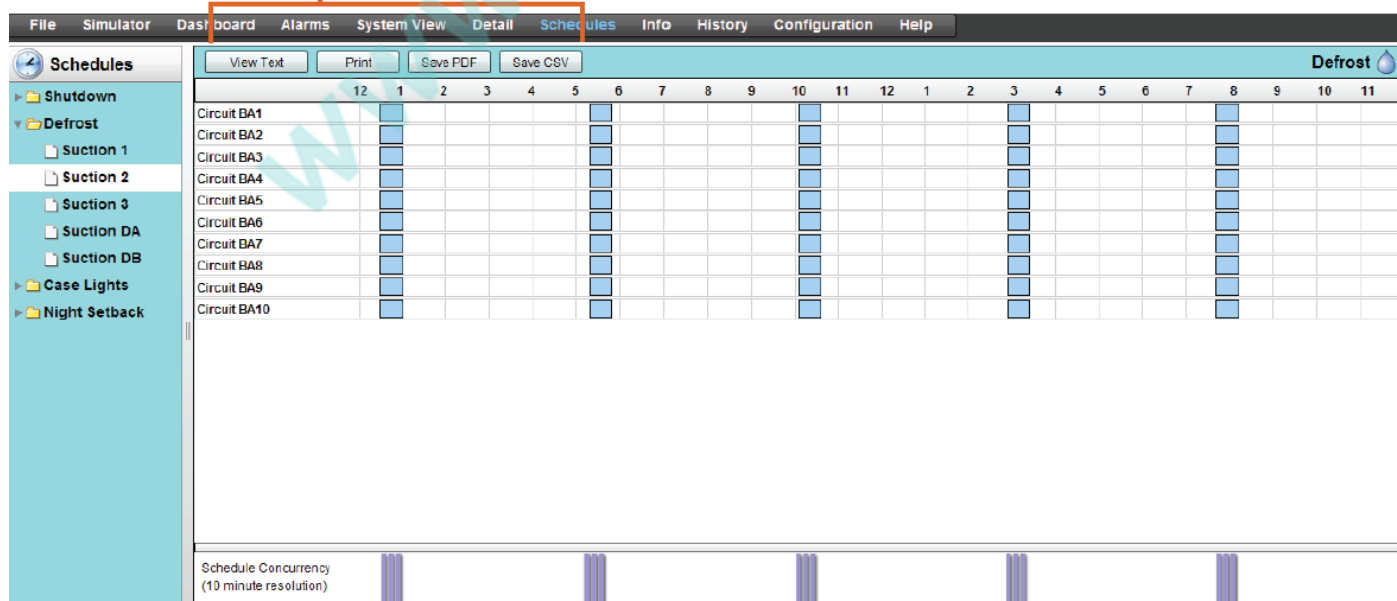 File Simulator Dashboard Alarms System View Detail Schedules Info History Configuration Help
Schedules
View Text Print Save PDF Save CSV
Defrost
Shutdown
Defrost
Suction 1
Suction 2
Suction 3
Suction DA
Suction DB
Case Lights
Night Setback
12 1 2 3 4 5 6 7 8 9 10 11 12 1 2 3 4 5 6 7 8 9 10 11
Circuit BA1
Circuit BA2
Circuit BA3
Circuit BA4
Circuit BA5
Circuit BA6
Circuit BA7
Circuit BA8
Circuit BA9
Circuit BA10
Schedule Concurrency
(10 minute resolution)